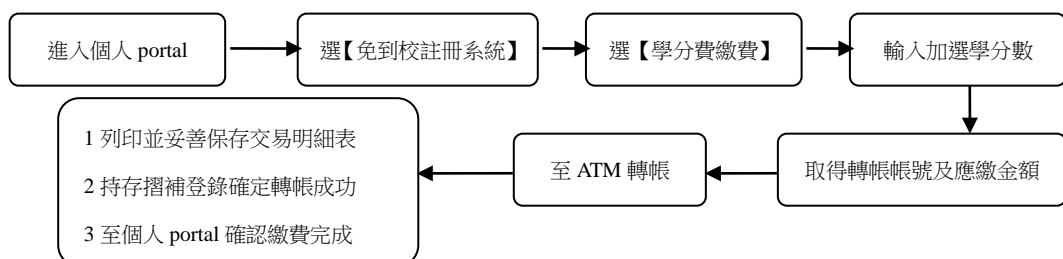 進入個人 portal
選【免到校註冊系統】
選【學分費繳費】
輸入加選學分數
取得轉帳帳號及應繳金額
至 ATM 轉帳
1 列印並妥善保存交易明細表
2 持存摺補登錄確定轉帳成功
3 至個人 portal 確認繳費完成